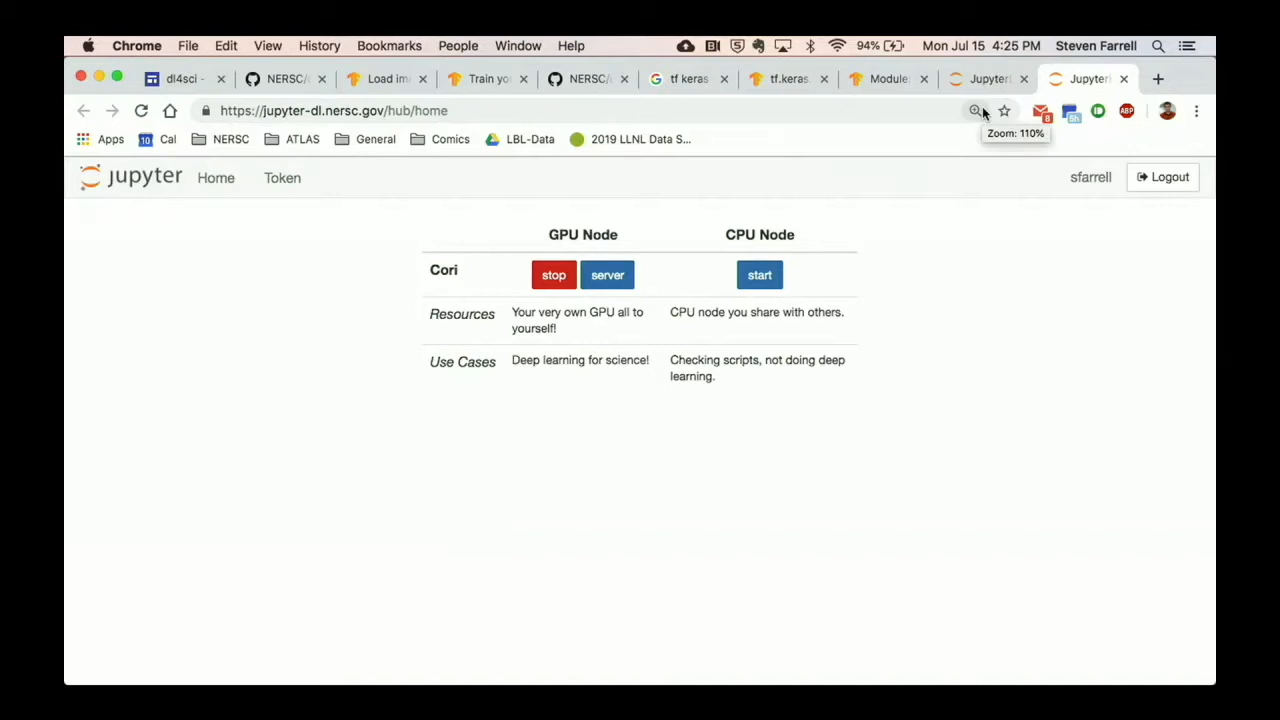 Chrome File Edit View History Bookmarks People Window Help 94% Mon Jul 15 4:25 PM Steven Farrell
dl4sci - NERSC/ Load im Train yo NERSC/ tf keras tf.keras. Module: Jupyter Jupyter
https://jupyter-dl.nersc.gov/hub/home
Zoom: 110%
8
5h
ABP
Apps 10 Cal NERSC ATLAS General Comics LBL-Data 2019 LLNL Data S...
jupyter Home Token sfarrell Logout
GPU Node CPU Node
Cori stop server start
Resources Your very own GPU all to yourself! CPU node you share with others.
Use Cases Deep learning for science! Checking scripts, not doing deep learning.